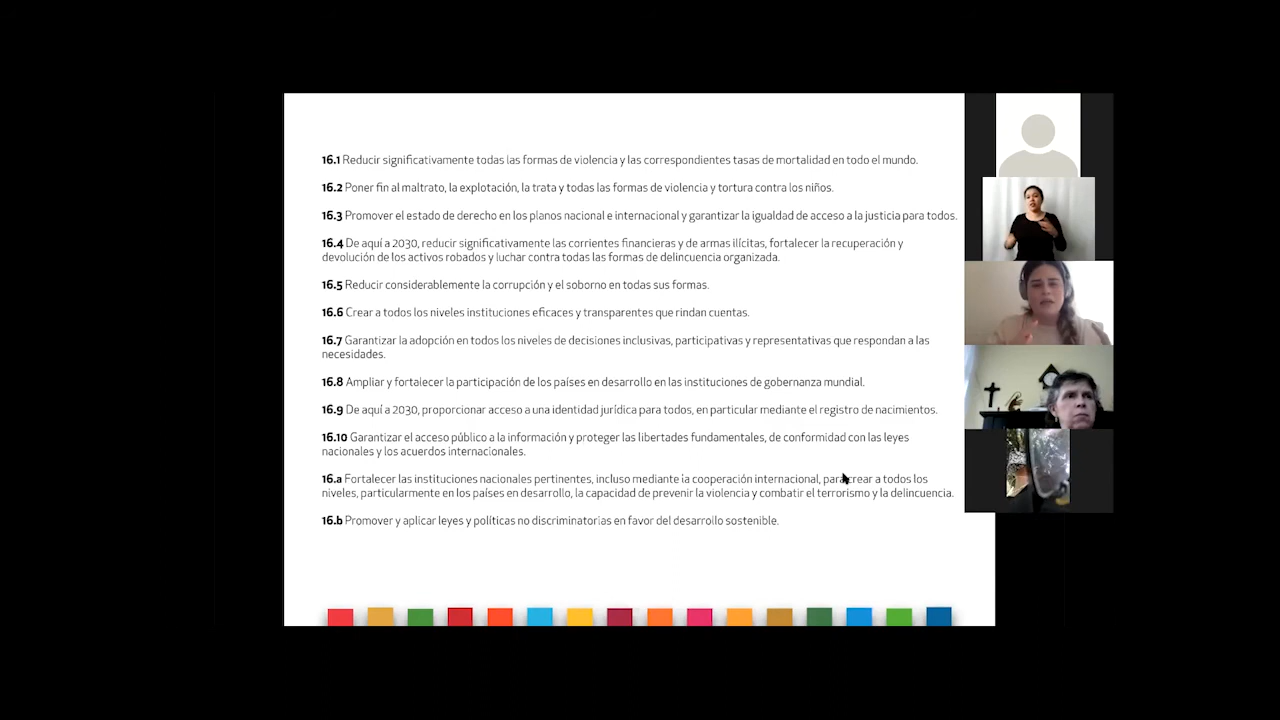 16.1 Reducir significativamente todas las formas de violencia y las correspondientes tasas de mortalidad en todo el mundo.
16.2 Poner fin al maltrato, la explotación, la trata y todas las formas de violencia y tortura contra los niños.
16.3 Promover el estado de derecho en los planos nacional e internacional y garantizar la igualdad de acceso a la justicia para todos.
16.4 De aquí a 2030, reducir significativamente las corrientes financieras y de armas ilícitas, fortalecer la recuperación y
devolución de los activos robados y luchar contra todas las formas de delincuencia organizada.
16.5 Reducir considerablemente la corrupción y el soborno en todas sus formas.
16.6 Crear a todos los niveles instituciones eficaces y transparentes que rindan cuentas.
16.7 Garantizar la adopción en todos los niveles de decisiones inclusivas, participativas y representativas que respondan a las
necesidades.
16.8 Ampliar y fortalecer la participación de los países en desarrollo en las instituciones de gobernanza mundial.
16.9 De aquí a 2030, proporcionar acceso a una identidad jurídica para todos, en particular mediante el registro de nacimientos.
16.10 Garantizar el acceso público a la información y proteger las libertades fundamentales, de conformidad con las leyes
nacionales y los acuerdos internacionales.
16.a Fortalecer las instituciones nacionales pertinentes, incluso mediante la cooperación internacional, para crear a todos los
niveles, particularmente en los países en desarrollo, la capacidad de prevenir la violencia y combatir el terrorismo y la delincuencia.
16.b Promover y aplicar leyes y políticas no discriminatorias en favor del desarrollo sostenible.